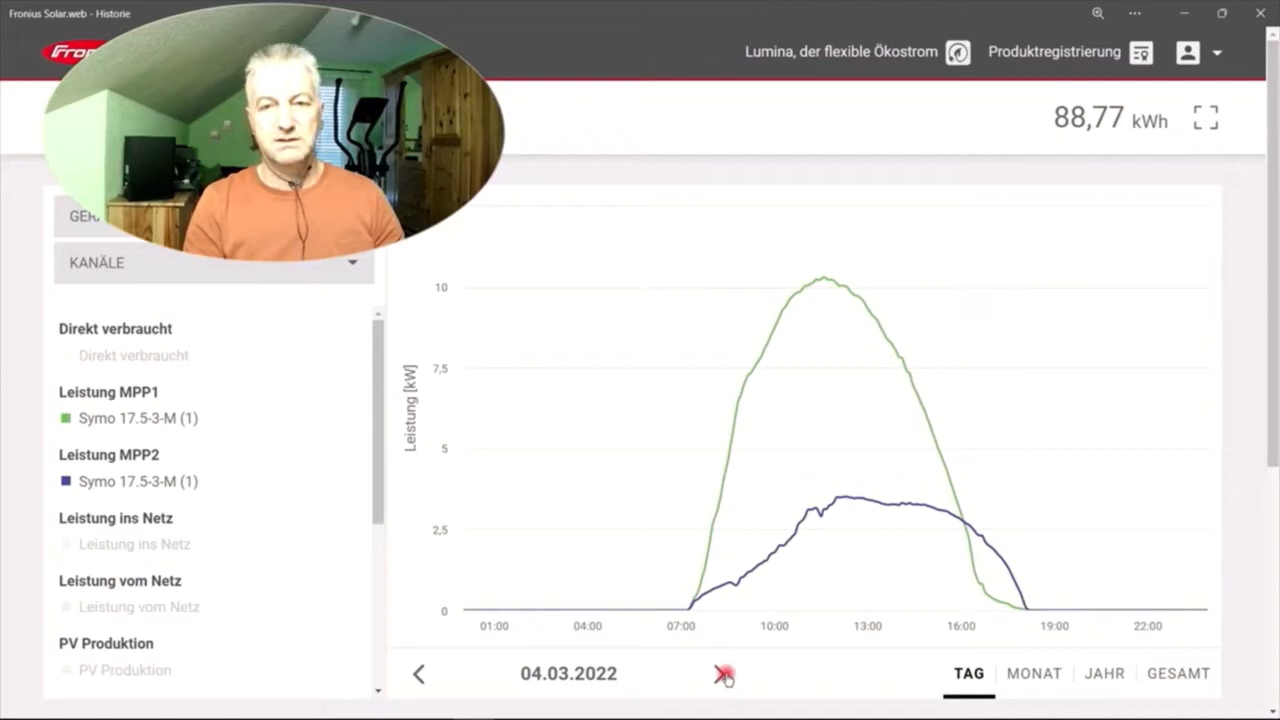 Fronius Solar.web - Historie
Lumina, der flexible Ökostrom
Produktregistrierung
88,77 kWh
KANÄLE
Direkt verbraucht
Direkt verbraucht
Leistung MPP1
Symo 17.5-3-M (1)
Leistung MPP2
Symo 17.5-3-M (1)
Leistung ins Netz
Leistung ins Netz
Leistung vom Netz
Leistung vom Netz
PV Produktion
PV Produktion
Leistung [kW]
10
7,5
5
2,5
0
01:00 04:00 07:00 10:00 13:00 16:00 19:00 22:00
04.03.2022
TAG MONAT JAHR GESAMT